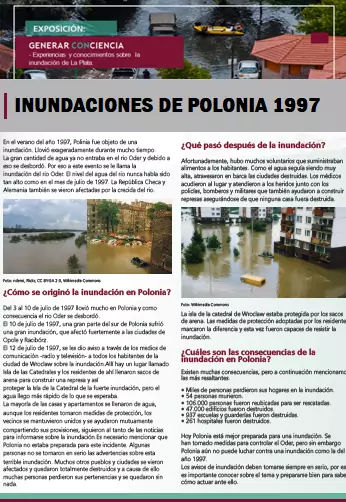 EXPOSICIÓN:
GENERAR CONCIENCIA
- Experiencias y conocimientos sobre la
inundación de La Plata.
INUNDACIONES DE POLONIA 1997
En el verano del año 1997, Polinia fue objeto de una
inundación. Llovió exageradamente durante mucho tiempo.
La gran cantidad de agua ya no entraba en el río Oder y debido a
eso se desbordó. Por eso a este evento se le llama la
inundación del río Oder. El nivel del agua del río nunca había sido
tan alto como en el mes de julio de 1997. La República Checa y
Alemania también se vieron afectadas por la crecida del río.
Foto: rdend, Flickr, CC BY-SA 2.0, Wikimedia Commons
¿Cómo se originó la inundación en Polonia?
Del 3 al 10 de julio de 1997 llovió mucho en Polonia y como
consecuencia el río Oder se desbordó.
El 10 de julio de 1997, una gran parte del sur de Polonia sufrió
una gran inundación, que afectó fuertemente a las ciudades de
Opole y Racibórz.
El 12 de julio de 1997, se les dio aviso a través de los medios de
comunicación -radio y televisión- a todos los habitantes de la
ciudad de Wroclaw sobre la inundación. Allí hay un lugar llamado
Isla de la Catedral y los residentes de allí llenaron sacos de
arena para construir una represa y así
proteger la Isla de la Catedral de la fuerte inundación, pero el
agua llego más rápido de lo que se esperaba.
La mayoría de las casas y apartamentos se llenaron de agua,
aunque los residentes tomaron medidas de protección, los
vecinos se mantuvieron unidos y se ayudaron mutuamente
compartiendo sus provisiones, siguieron al tanto de las noticias
para informarse sobre la inundación. Es necesario mencionar que
Polonia no estaba preparada para este incidente. Algunas
personas no se tomaron en serio las advertencias sobre esta
terrible inundación. Muchos otros pueblos y ciudades se vieron
afectados y quedaron totalmente destruidos y a causa de ello
muchas personas perdieron sus pertenencias y se quedaron sin
nada.
¿Qué pasó después de la inundación?
Afortunadamente, hubo muchos voluntarios que suministraban
alimentos a los habitantes. Como el agua seguía siendo muy
alta, atravesaron en barca las ciudades destruidas. Los médicos
acudieron al lugar y atendieron a los heridos junto con los
policías, bomberos y militares que también ayudaron a construir
represas asegurándose de que ninguna casa fuera destruida.
Foto: Wikimedia Commons
La isla de la catedral de Wroclaw estaba protegida por los sacos
de arena. Las medidas de protección adoptadas por los residentes
marcaron la diferencia y esta vez fueron capaces de resistir la
inundación.
¿Cuáles son las consecuencias de la
inundación en Polonia?
Existen muchas consecuencias, pero a continuación mencionamos
las más resaltantes:
• Miles de personas perdieron sus hogares en la inundación.
• 54 personas murieron.
• 106.000 personas fueron reubicadas para ser rescatadas.
• 47.000 edificios fueron destruidos.
• 937 escuelas y guarderías fueron destruidas.
• 261 hospitales fueron destruidos.
Hoy Polonia está mejor preparada para una inundación. Se
han tomado medidas para controlar el Oder, pero sin embargo
Polonia aún no puede luchar contra una inundación como la del
año 1997.
Los avisos de inundación deben tomarse siempre en serio, por eso
es importante conocer sobre el tema y prepararse bien para saber
cómo actuar ante ello.